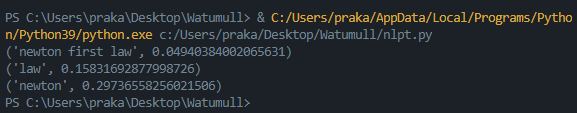 PS C:\Users\praka\Desktop\Watumull> & C:/Users/praka/AppData/Local/Programs/Pytho
n/Python39/python.exe c:/Users/praka/Desktop/Watumull/nlpt.py
('newton first law', 0.04940384002065631)
('law', 0.15831692877998726)
('newton', 0.29736558256021506)
PS C:\Users\praka\Desktop\Watumull>